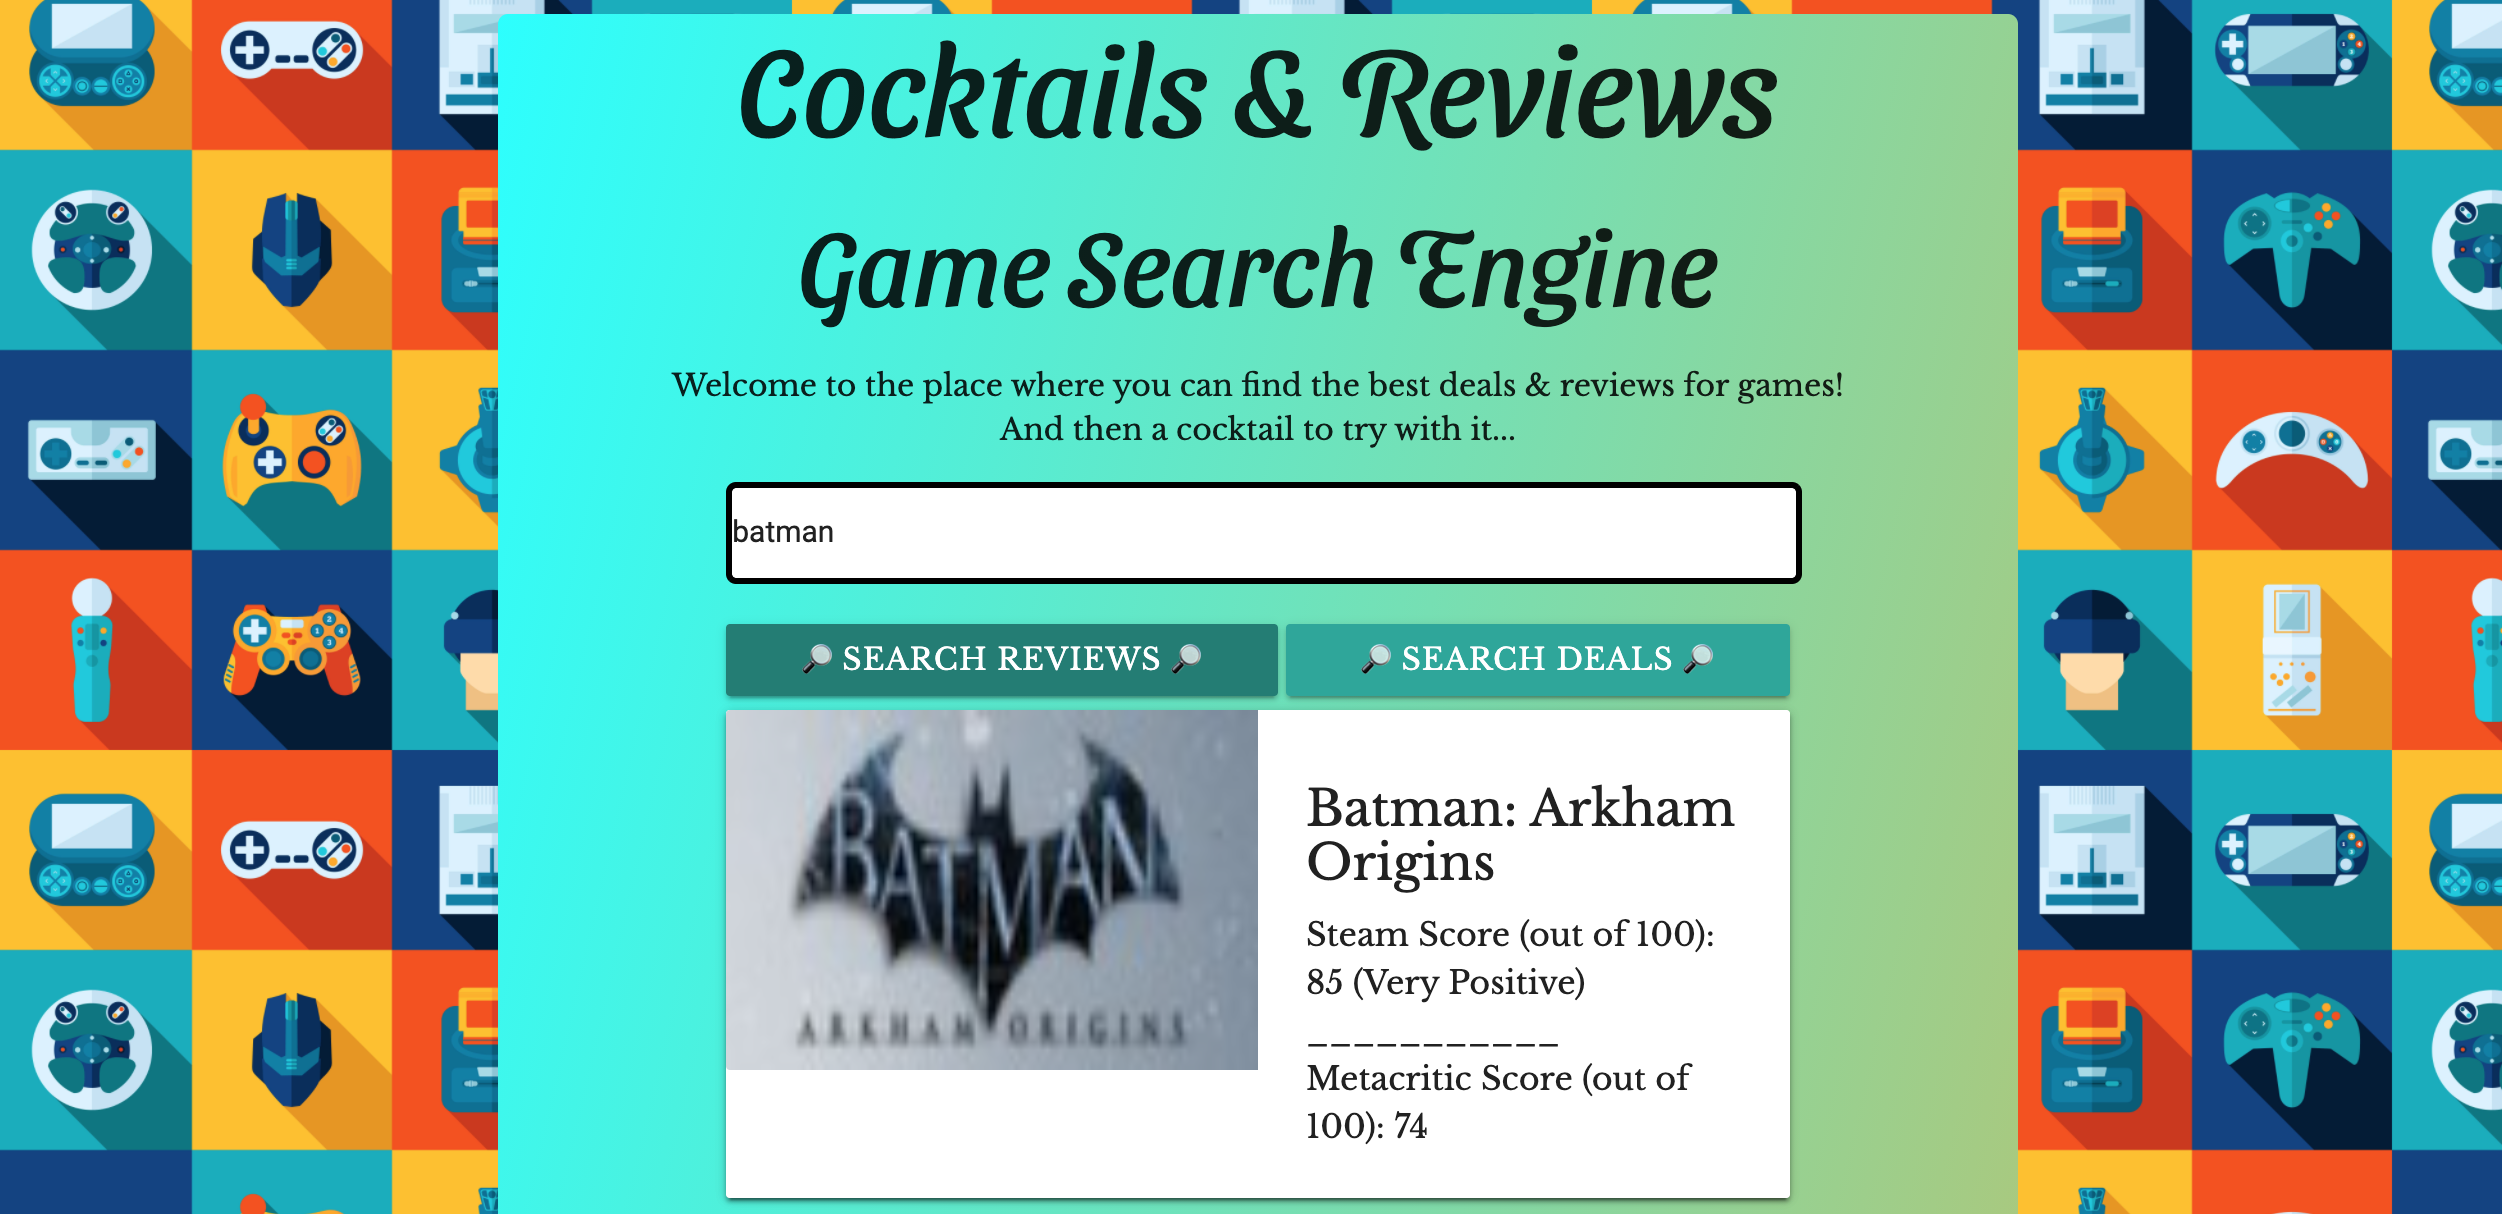 Cocktails & Reviews
Game Search Engine
Welcome to the place where you can find the best deals & reviews for games!
And then a cocktail to try with it...
batman
🔎 SEARCH REVIEWS 🔎
🔎 SEARCH DEALS 🔎
BATMAN
ARKHAM ORIGINS
Batman: Arkham
Origins
Steam Score (out of 100):
85 (Very Positive)
___________
Metacritic Score (out of
100): 74